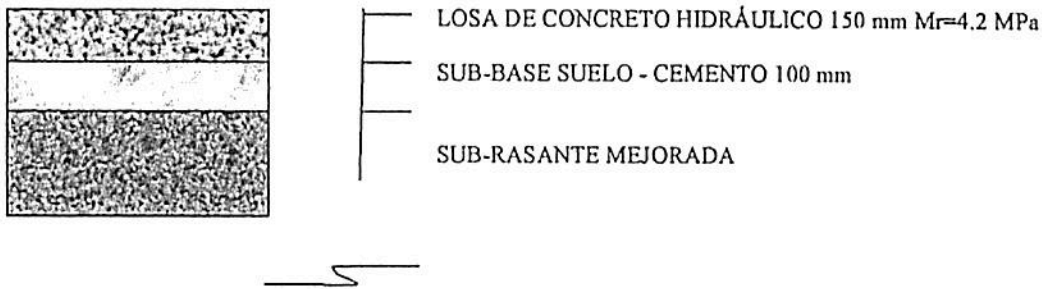 LOSA DE CONCRETO HIDRÁULICO 150 mm Mr=4.2 MPa
SUB-BASE SUELO - CEMENTO 100 mm
SUB-RASANTE MEJORADA